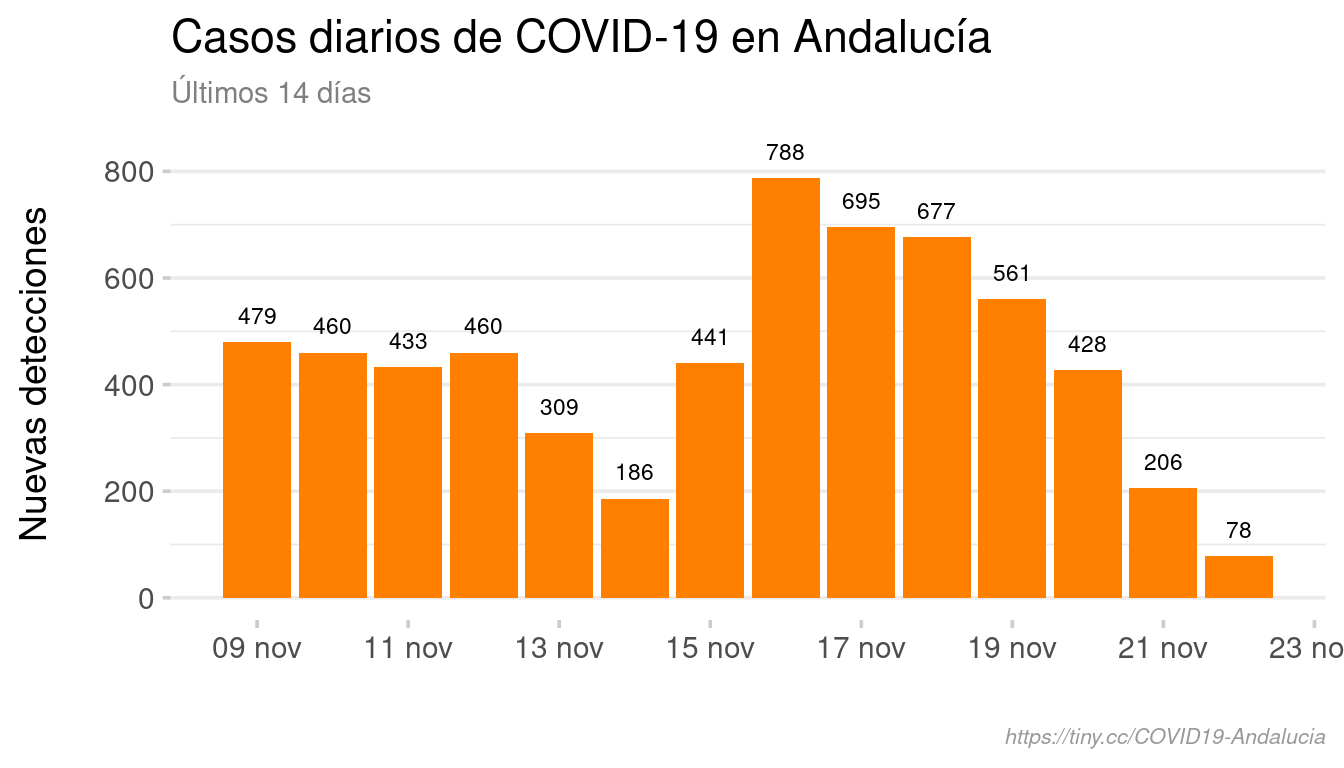 Casos diarios de COVID-19 en Andalucía
Últimos 14 días
Nuevas detecciones
800
600
400
200
0
479
460
433
460
309
186
441
788
695
677
561
428
206
78
09 nov
11 nov
13 nov
15 nov
17 nov
19 nov
21 nov
23 no
https://tiny.cc/COVID19-Andalucia